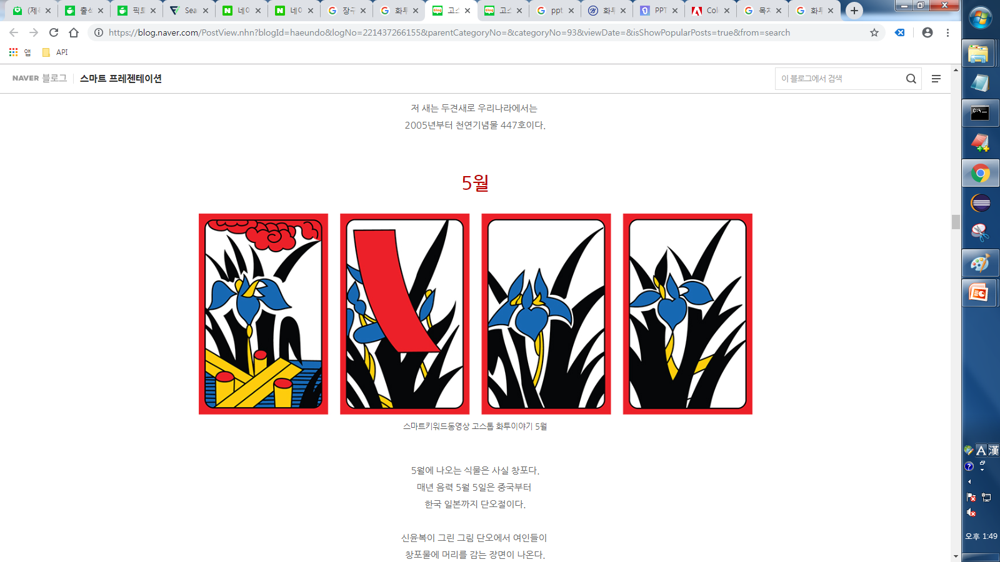 (제
출석
픽토
Sea
네이
네이
장구
화투
고스
고스
ppt
화투
PPT
Col
목지
화투
https://blog.naver.com/PostView.nhn?blogId=haeundo&logNo=221437266155&parentCategoryNo=&categoryNo=93&viewDate=&isShowPopularPosts=true&from=search
앱
API
NAVER 블로그
스마트 프레젠테이션
이 블로그에서 검색
저 새는 두견새로 우리나라에서는
2005년부터 천연기념물 447호이다.
5월
스마트키워드동영상 고스톱 화투이야기 5월
5월에 나오는 식물은 사실 창포다.
매년 음력 5월 5일은 중국부터
한국 일본까지 단오절이다.
신윤복이 그린 그림 단오에서 여인들이
창포물에 머리를 감는 장면이 나온다.
A 漢
오후 1:49